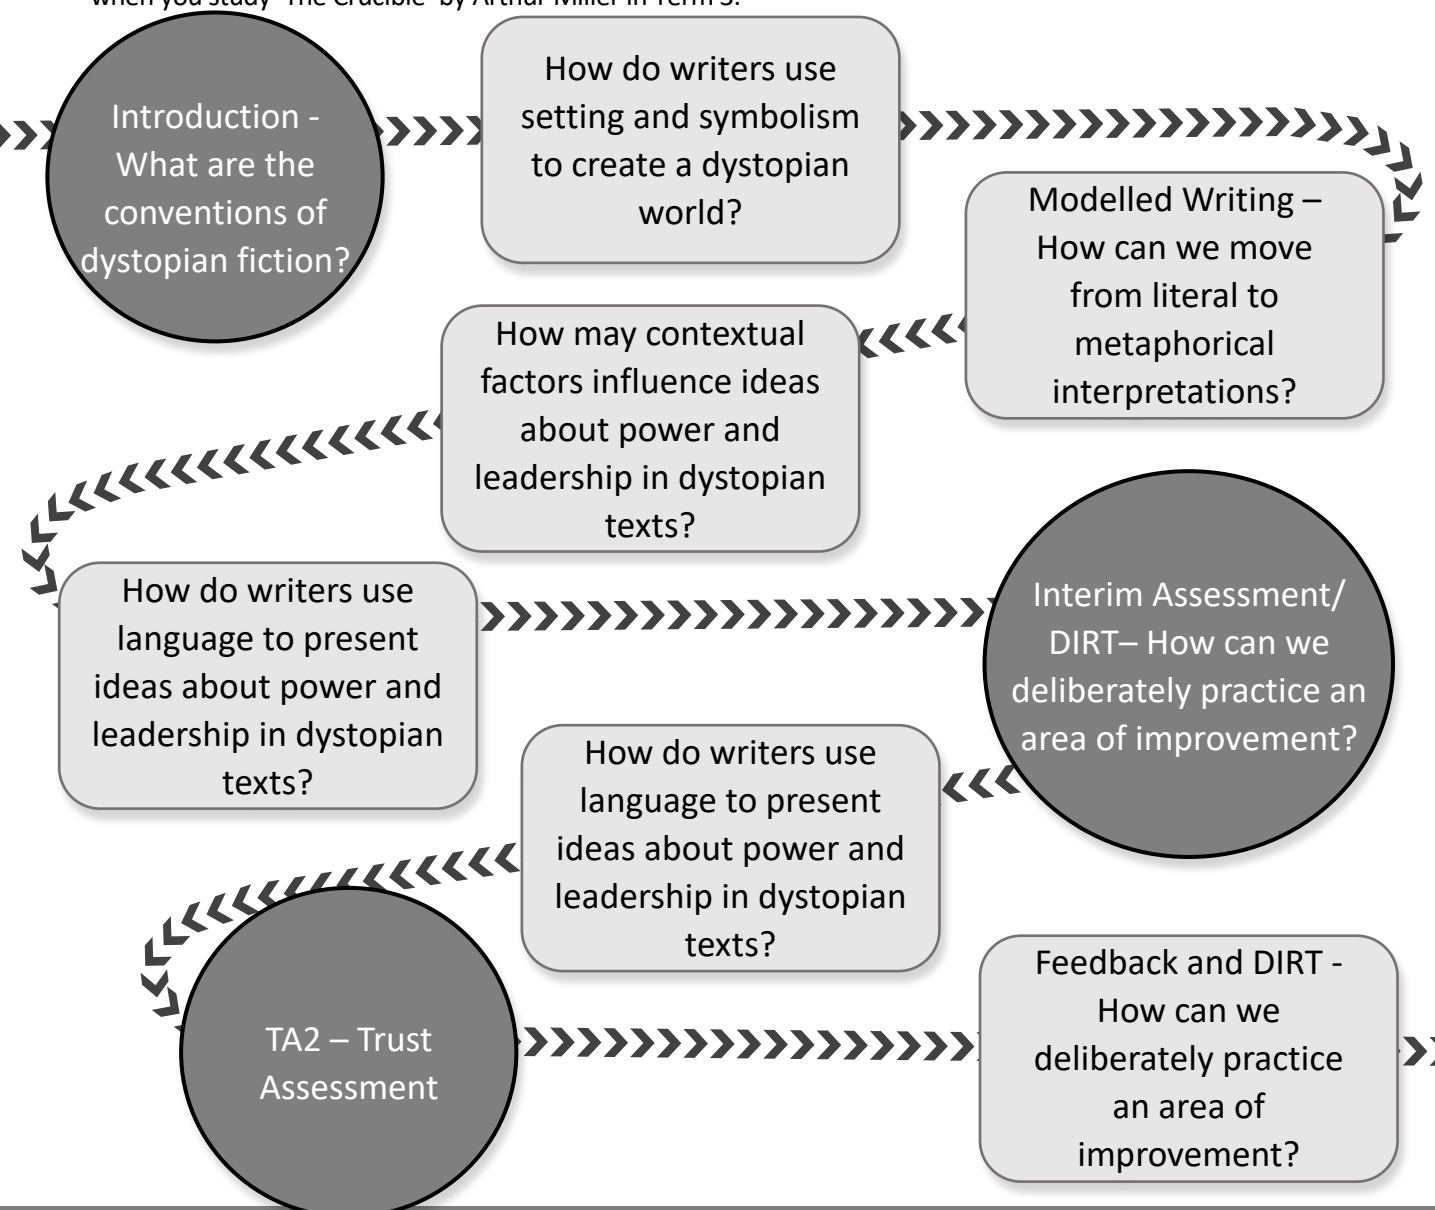 when you study 'The Crucible' by Arthur Miller in Term 3.
Introduction -
What are the
conventions of
dystopian fiction?
How do writers use
setting and symbolism
to create a dystopian
world?
Modelled Writing –
How can we move
from literal to
metaphorical
interpretations?
How may contextual
factors influence ideas
about power and
leadership in dystopian
texts?
How do writers use
language to present
ideas about power and
leadership in dystopian
texts?
Interim Assessment/
DIRT– How can we
deliberately practice an
area of improvement?
How do writers use
language to present
ideas about power and
leadership in dystopian
texts?
TA2 – Trust
Assessment
Feedback and DIRT -
How can we
deliberately practice
an area of
improvement?